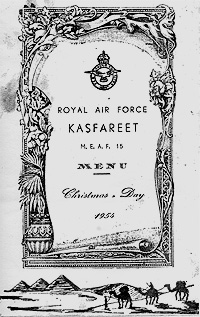 ROYAL AIR FORCE
KASFAREET
M.E.A.F. 15
MENU
Christmas Day
1954